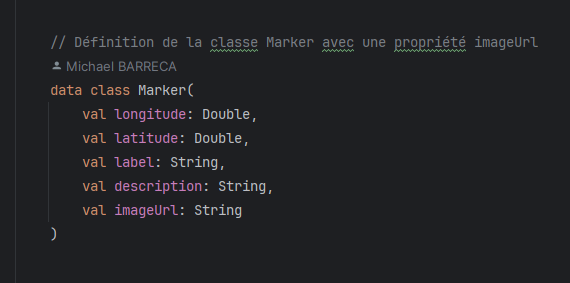 // Définition de la classe Marker avec une propriété imageUrl
Michael BARRECA
data class Marker(
    val longitude: Double,
    val latitude: Double,
    val label: String,
    val description: String,
    val imageUrl: String
)